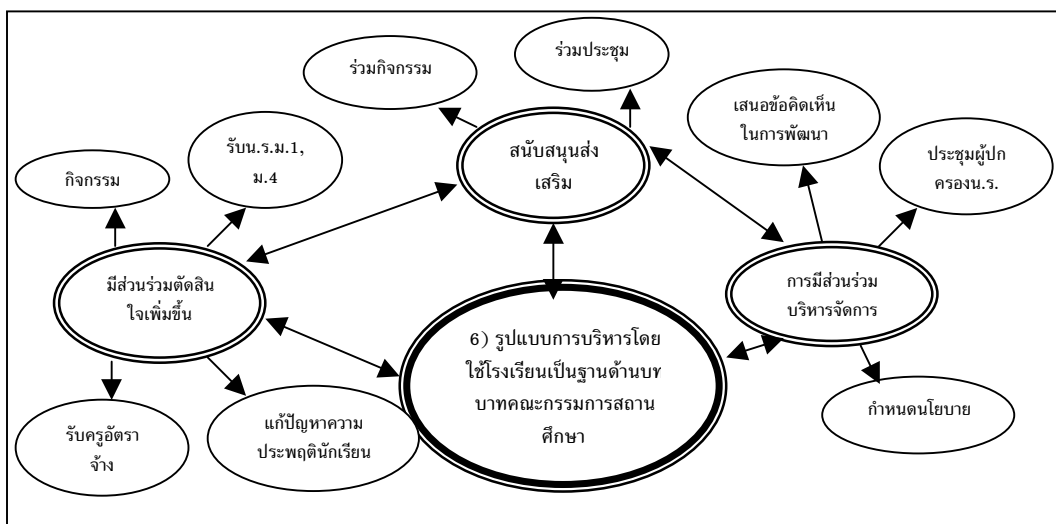 ร่วมกิจกรรม
ร่วมประชุม
เสนอข้อคิดเห็น
ในการพัฒนา
ประชุมผู้ปก
ครองน.ร.
รับน.ร.ม.1,
ม.4
กิจกรรม
สนับสนุนส่ง
เสริม
มีส่วนร่วมตัดสิน
ใจเพิ่มขึ้น
การมีส่วนร่วม
บริหารจัดการ
6) รูปแบบการบริหารโดย
ใช้โรงเรียนเป็นฐานด้านบท
บาทคณะกรรมการสถาน
ศึกษา
รับครูอัตรา
จ้าง
แก้ปัญหาความ
ประพฤตินักเรียน
กำหนดนโยบาย